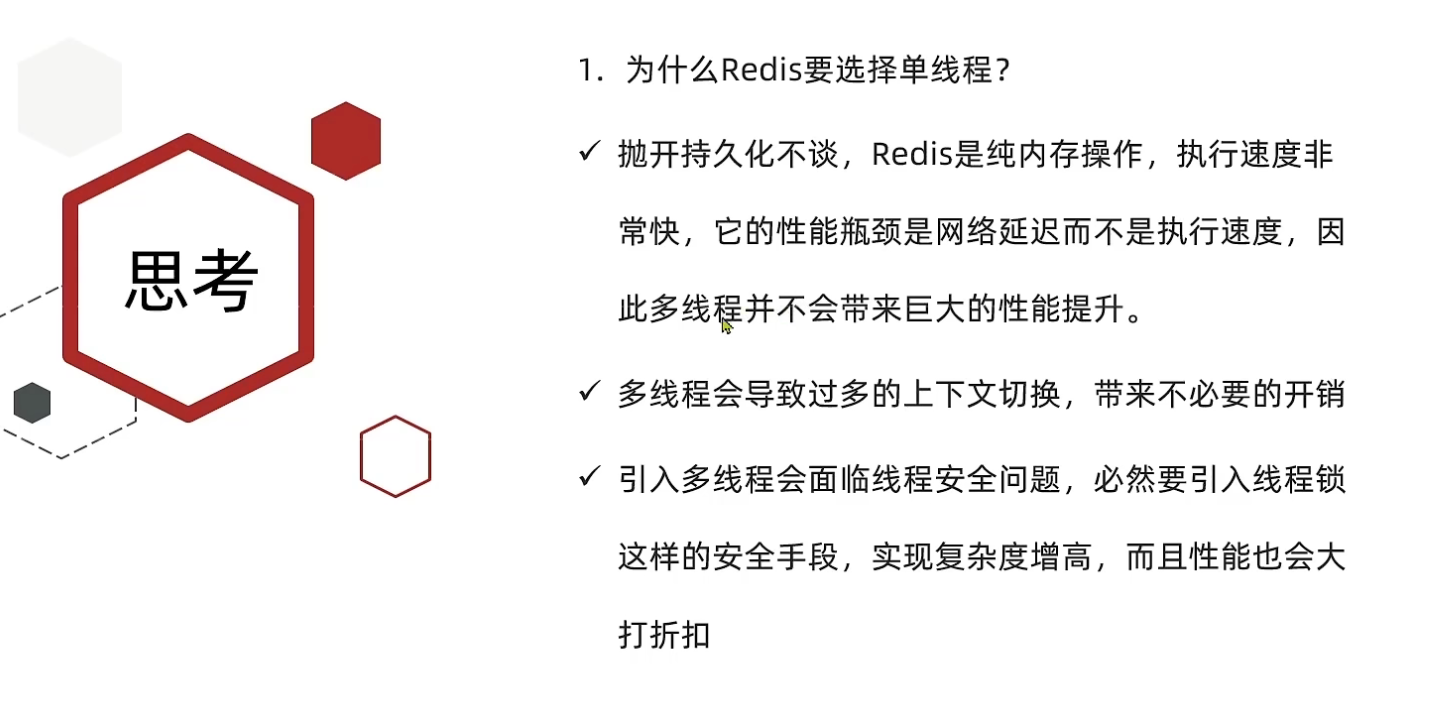 思考
1. 为什么Redis要选择单线程？
✓ 抛开持久化不谈，Redis是纯内存操作，执行速度非
常快，它的性能瓶颈是网络延迟而不是执行速度，因
此多线程并不会带来巨大的性能提升。
✓ 多线程会导致过多的上下文切换，带来不必要的开销
✓ 引入多线程会面临线程安全问题，必然要引入线程锁
这样的安全手段，实现复杂度增高，而且性能也会大
打折扣